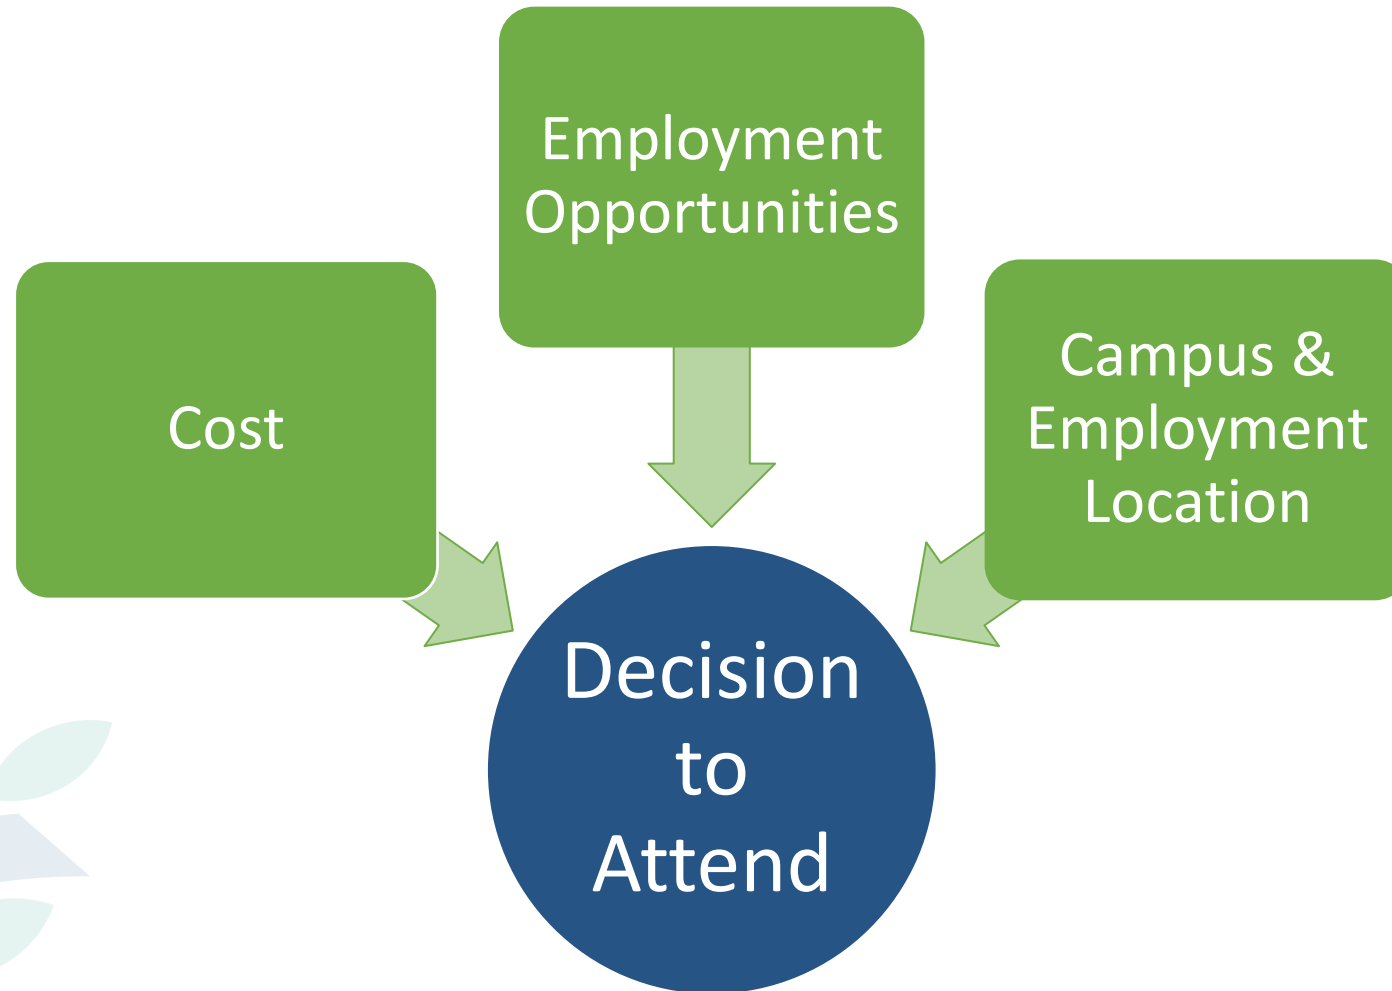 Employment
Opportunities
Cost
Campus &
Employment
Location
Decision
to
Attend